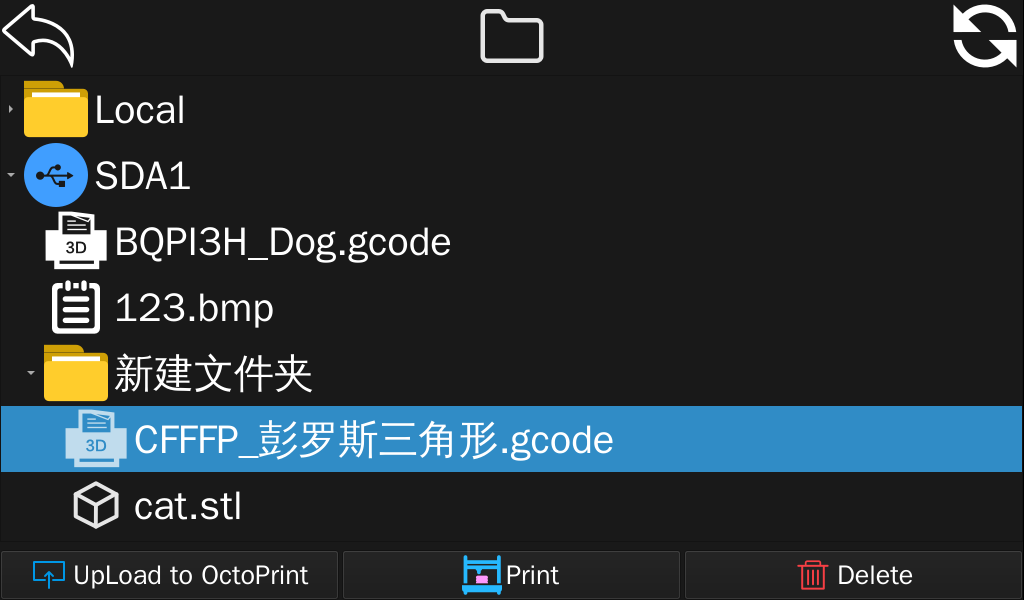 Local
SDA1
3D
BQPI3H_Dog.gcode
123.bmp
新建文件夹
3D
CFFFP_彭罗斯三角形.gcode
cat.stl
UpLoad to OctoPrint
Print
Delete